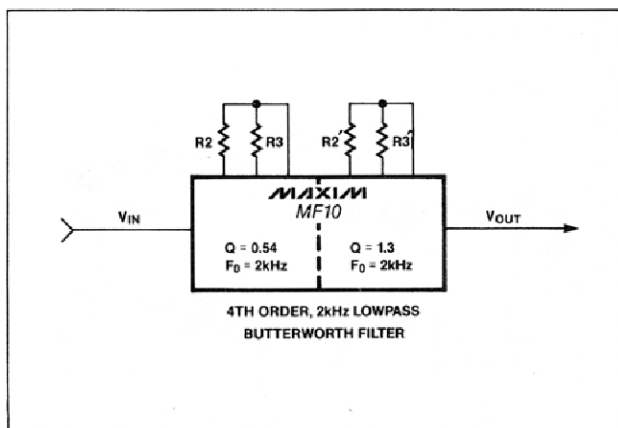 R2 R3 R2′ R3′
MAXIM
MF10
VIN VOUT
Q = 0.54 Q = 1.3
F0 = 2kHz F0 = 2kHz
4TH ORDER, 2kHz LOWPASS
BUTTERWORTH FILTER